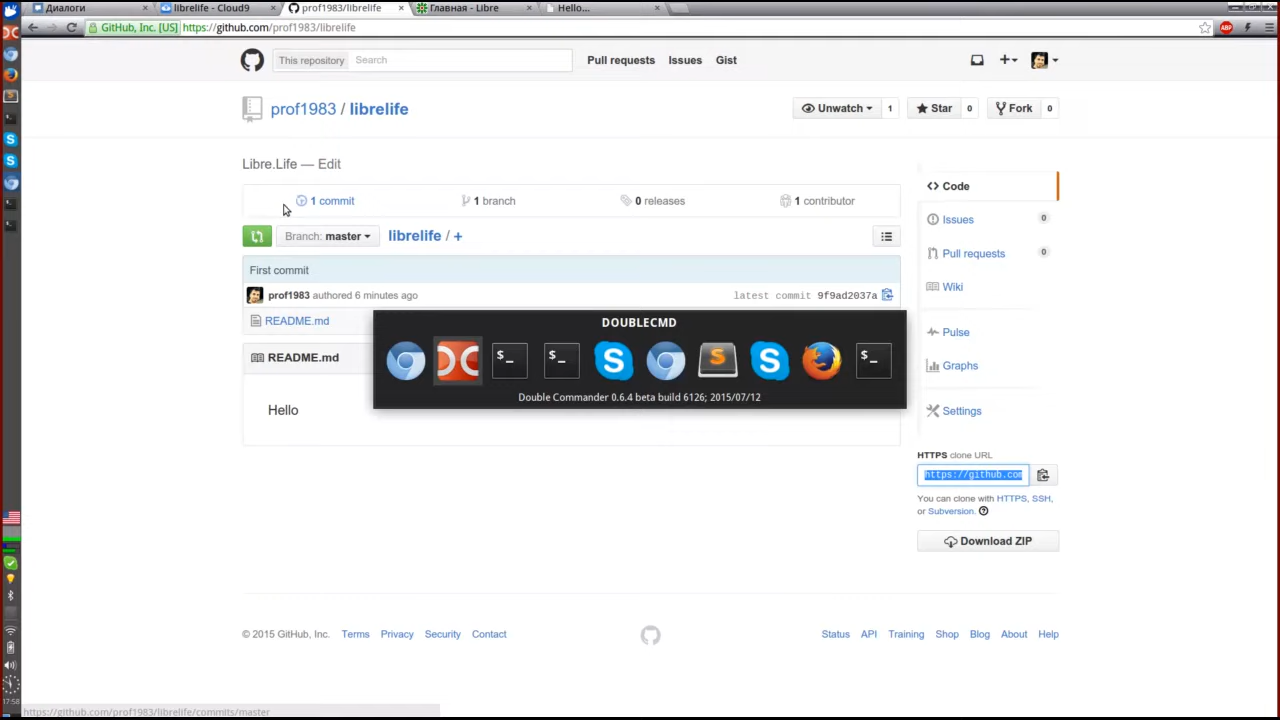 Диалоги
librelife - Cloud9
prof1983/librelife
Главная - Libre
Hello...
GitHub, Inc. [US]
https://github.com/prof1983/librelife
ABP
This repository
Search
Pull requests
Issues
Gist
prof1983 / librelife
Unwatch
1
Star
0
Fork
0
Libre.Life — Edit
1 commit
1 branch
0 releases
1 contributor
Branch: master
librelife / +
First commit
prof1983 authored 6 minutes ago
latest commit 9f9ad2037a
README.md
README.md
Hello
DOUBLECMD
$_
$_
$_
Double Commander 0.6.4 beta build 6126; 2015/07/12
Code
Issues
0
Pull requests
0
Wiki
Pulse
Graphs
Settings
HTTPS clone URL
https://github.com
You can clone with HTTPS, SSH,
or Subversion.
Download ZIP
© 2015 GitHub, Inc.
Terms
Privacy
Security
Contact
Status
API
Training
Shop
Blog
About
Help
17:58
https://github.com/prof1983/librelife/commits/master